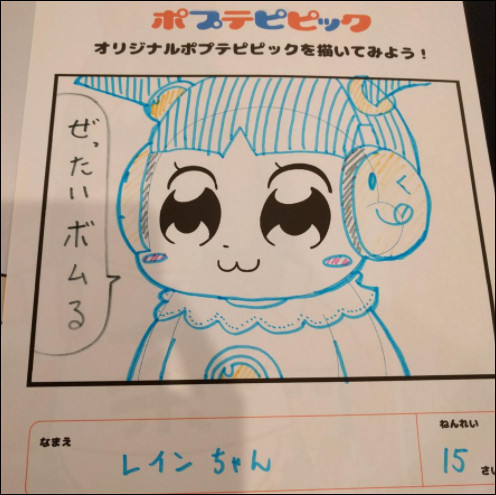 ポプテピピック
オリジナルポプテピピックを描いてみよう！
ぜったいボムる
なまえ
レインちゃん
ねんれい
15さい